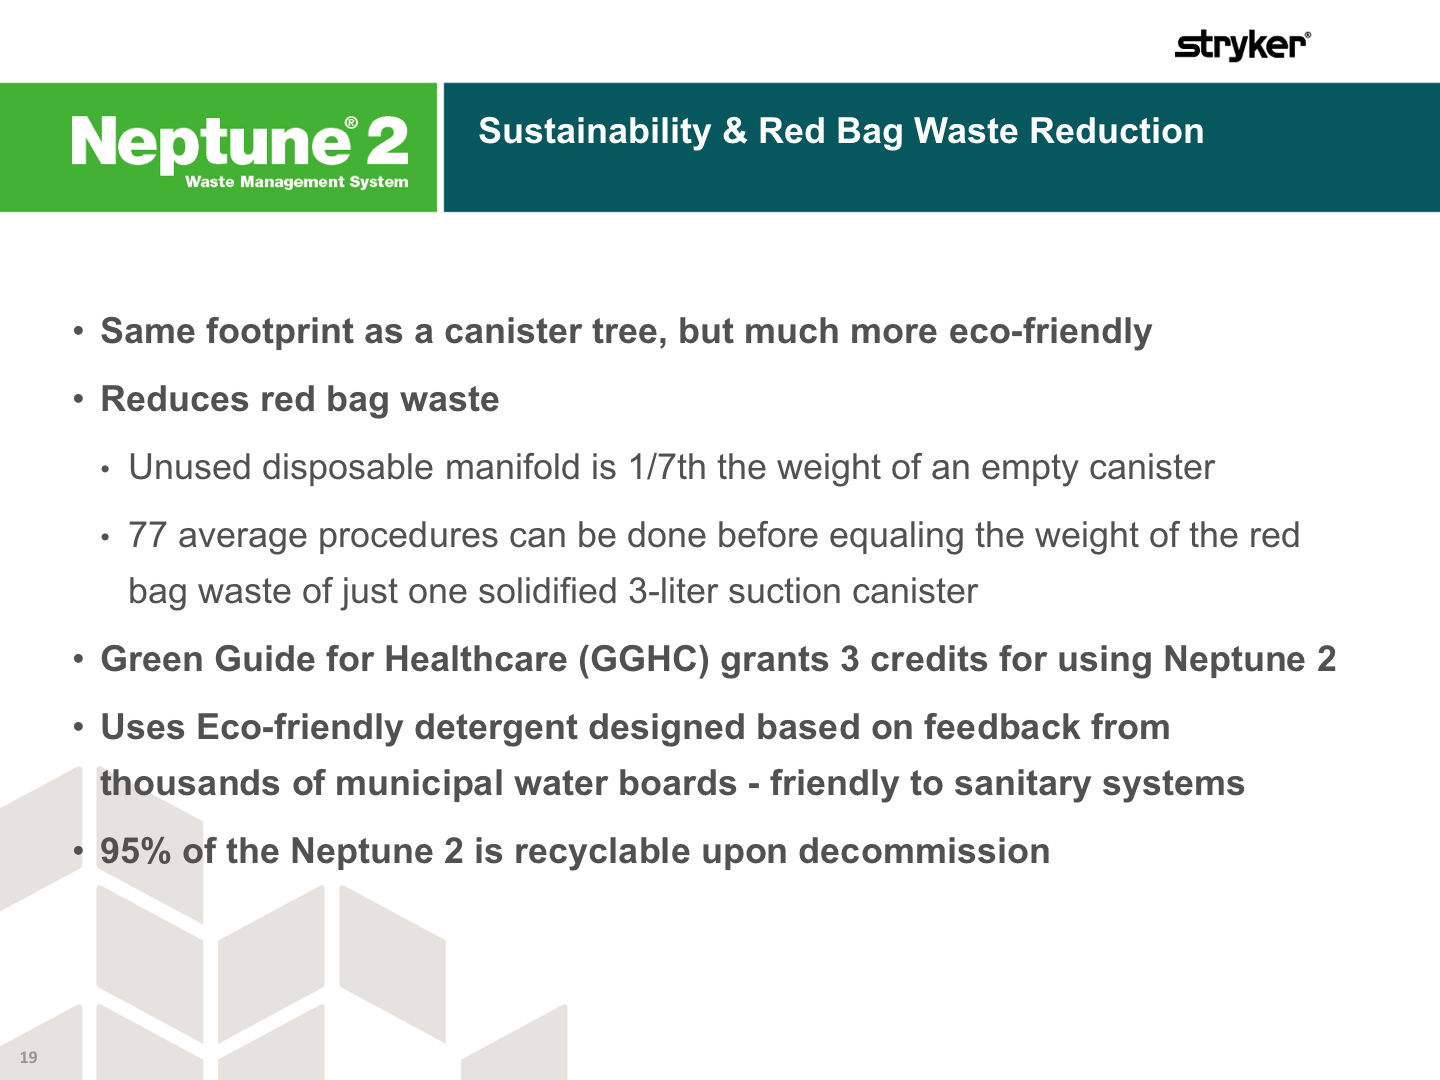 stryker®
Neptune® 2
Waste Management System
Sustainability & Red Bag Waste Reduction
• Same footprint as a canister tree, but much more eco-friendly
• Reduces red bag waste
• Unused disposable manifold is 1/7th the weight of an empty canister
• 77 average procedures can be done before equaling the weight of the red
bag waste of just one solidified 3-liter suction canister
• Green Guide for Healthcare (GGHC) grants 3 credits for using Neptune 2
• Uses Eco-friendly detergent designed based on feedback from
thousands of municipal water boards - friendly to sanitary systems
• 95% of the Neptune 2 is recyclable upon decommission
19